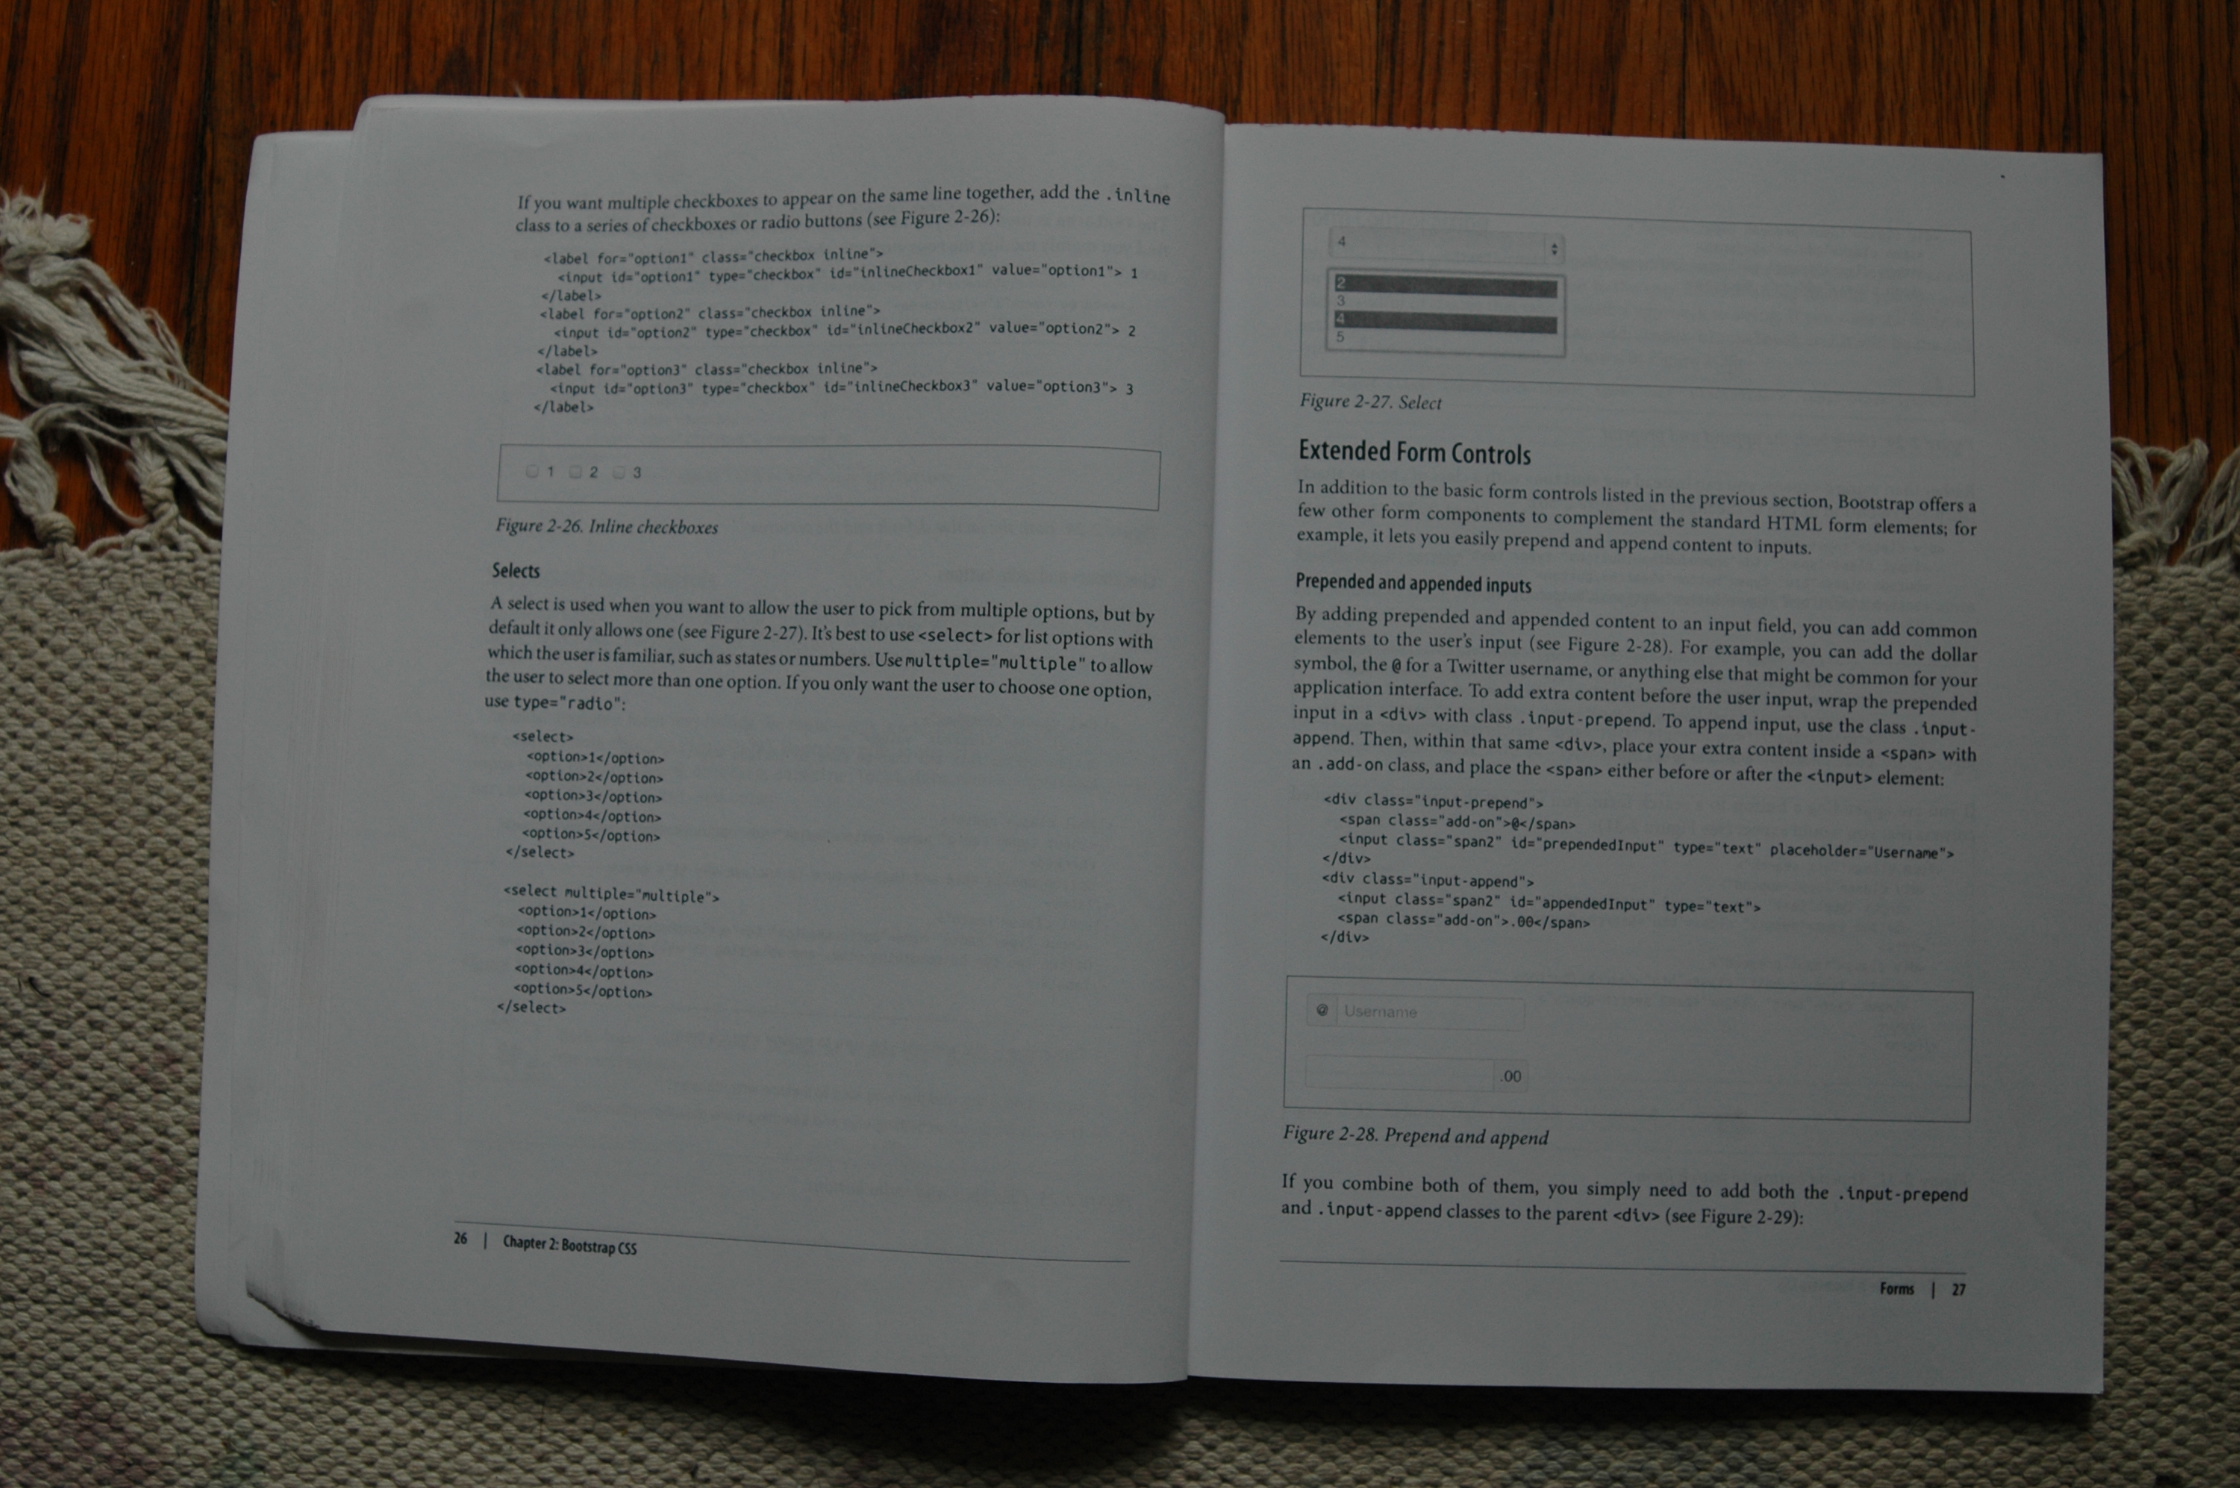 If you want multiple checkboxes to appear on the same line together, add the .inline
class to a series of checkboxes or radio buttons (see Figure 2-26):
<label for="option1" class="checkbox inline">
<input id="option1" type="checkbox" id="inlineCheckbox1" value="option1"> 1
</label>
<label for="option2" class="checkbox inline">
<input id="option2" type="checkbox" id="inlineCheckbox2" value="option2"> 2
</label>
<label for="option3" class="checkbox inline">
<input id="option3" type="checkbox" id="inlineCheckbox3" value="option3"> 3
</label>
1 2 3
Figure 2-26. Inline checkboxes
Selects
A select is used when you want to allow the user to pick from multiple options, but by
default it only allows one (see Figure 2-27). It's best to use <select> for list options with
which the user is familiar, such as states or numbers. Use multiple="multiple" to allow
the user to select more than one option. If you only want the user to choose one option,
use type="radio":
<select>
<option>1</option>
<option>2</option>
<option>3</option>
<option>4</option>
<option>5</option>
</select>
<select multiple="multiple">
<option>1</option>
<option>2</option>
<option>3</option>
<option>4</option>
<option>5</option>
</select>
26 | Chapter 2: Bootstrap CSS
4
2
3
4
5
Figure 2-27. Select
Extended Form Controls
In addition to the basic form controls listed in the previous section, Bootstrap offers a
few other form components to complement the standard HTML form elements; for
example, it lets you easily prepend and append content to inputs.
Prepended and appended inputs
By adding prepended and appended content to an input field, you can add common
elements to the user's input (see Figure 2-28). For example, you can add the dollar
symbol, the @ for a Twitter username, or anything else that might be common for your
application interface. To add extra content before the user input, wrap the prepended
input in a <div> with class .input-prepend. To append input, use the class .input-
append. Then, within that same <div>, place your extra content inside a <span> with
an .add-on class, and place the <span> either before or after the <input> element:
<div class="input-prepend">
<span class="add-on">@</span>
<input class="span2" id="prependedInput" type="text" placeholder="Username">
</div>
<div class="input-append">
<input class="span2" id="appendedInput" type="text">
<span class="add-on">.00</span>
</div>
@ Username
.00
Figure 2-28. Prepend and append
If you combine both of them, you simply need to add both the .input-prepend
and .input-append classes to the parent <div> (see Figure 2-29):
Forms | 27